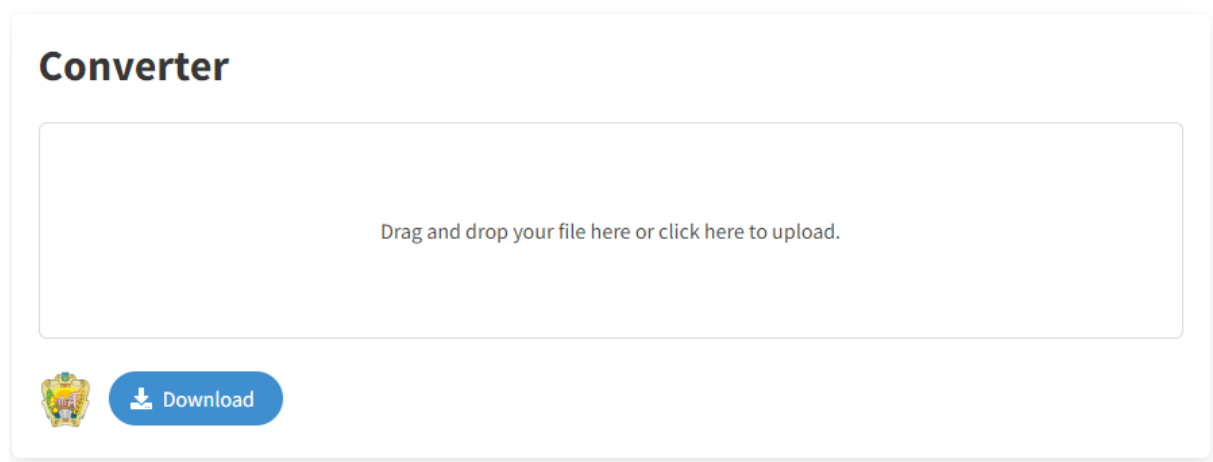 Converter
Drag and drop your file here or click here to upload.
Download